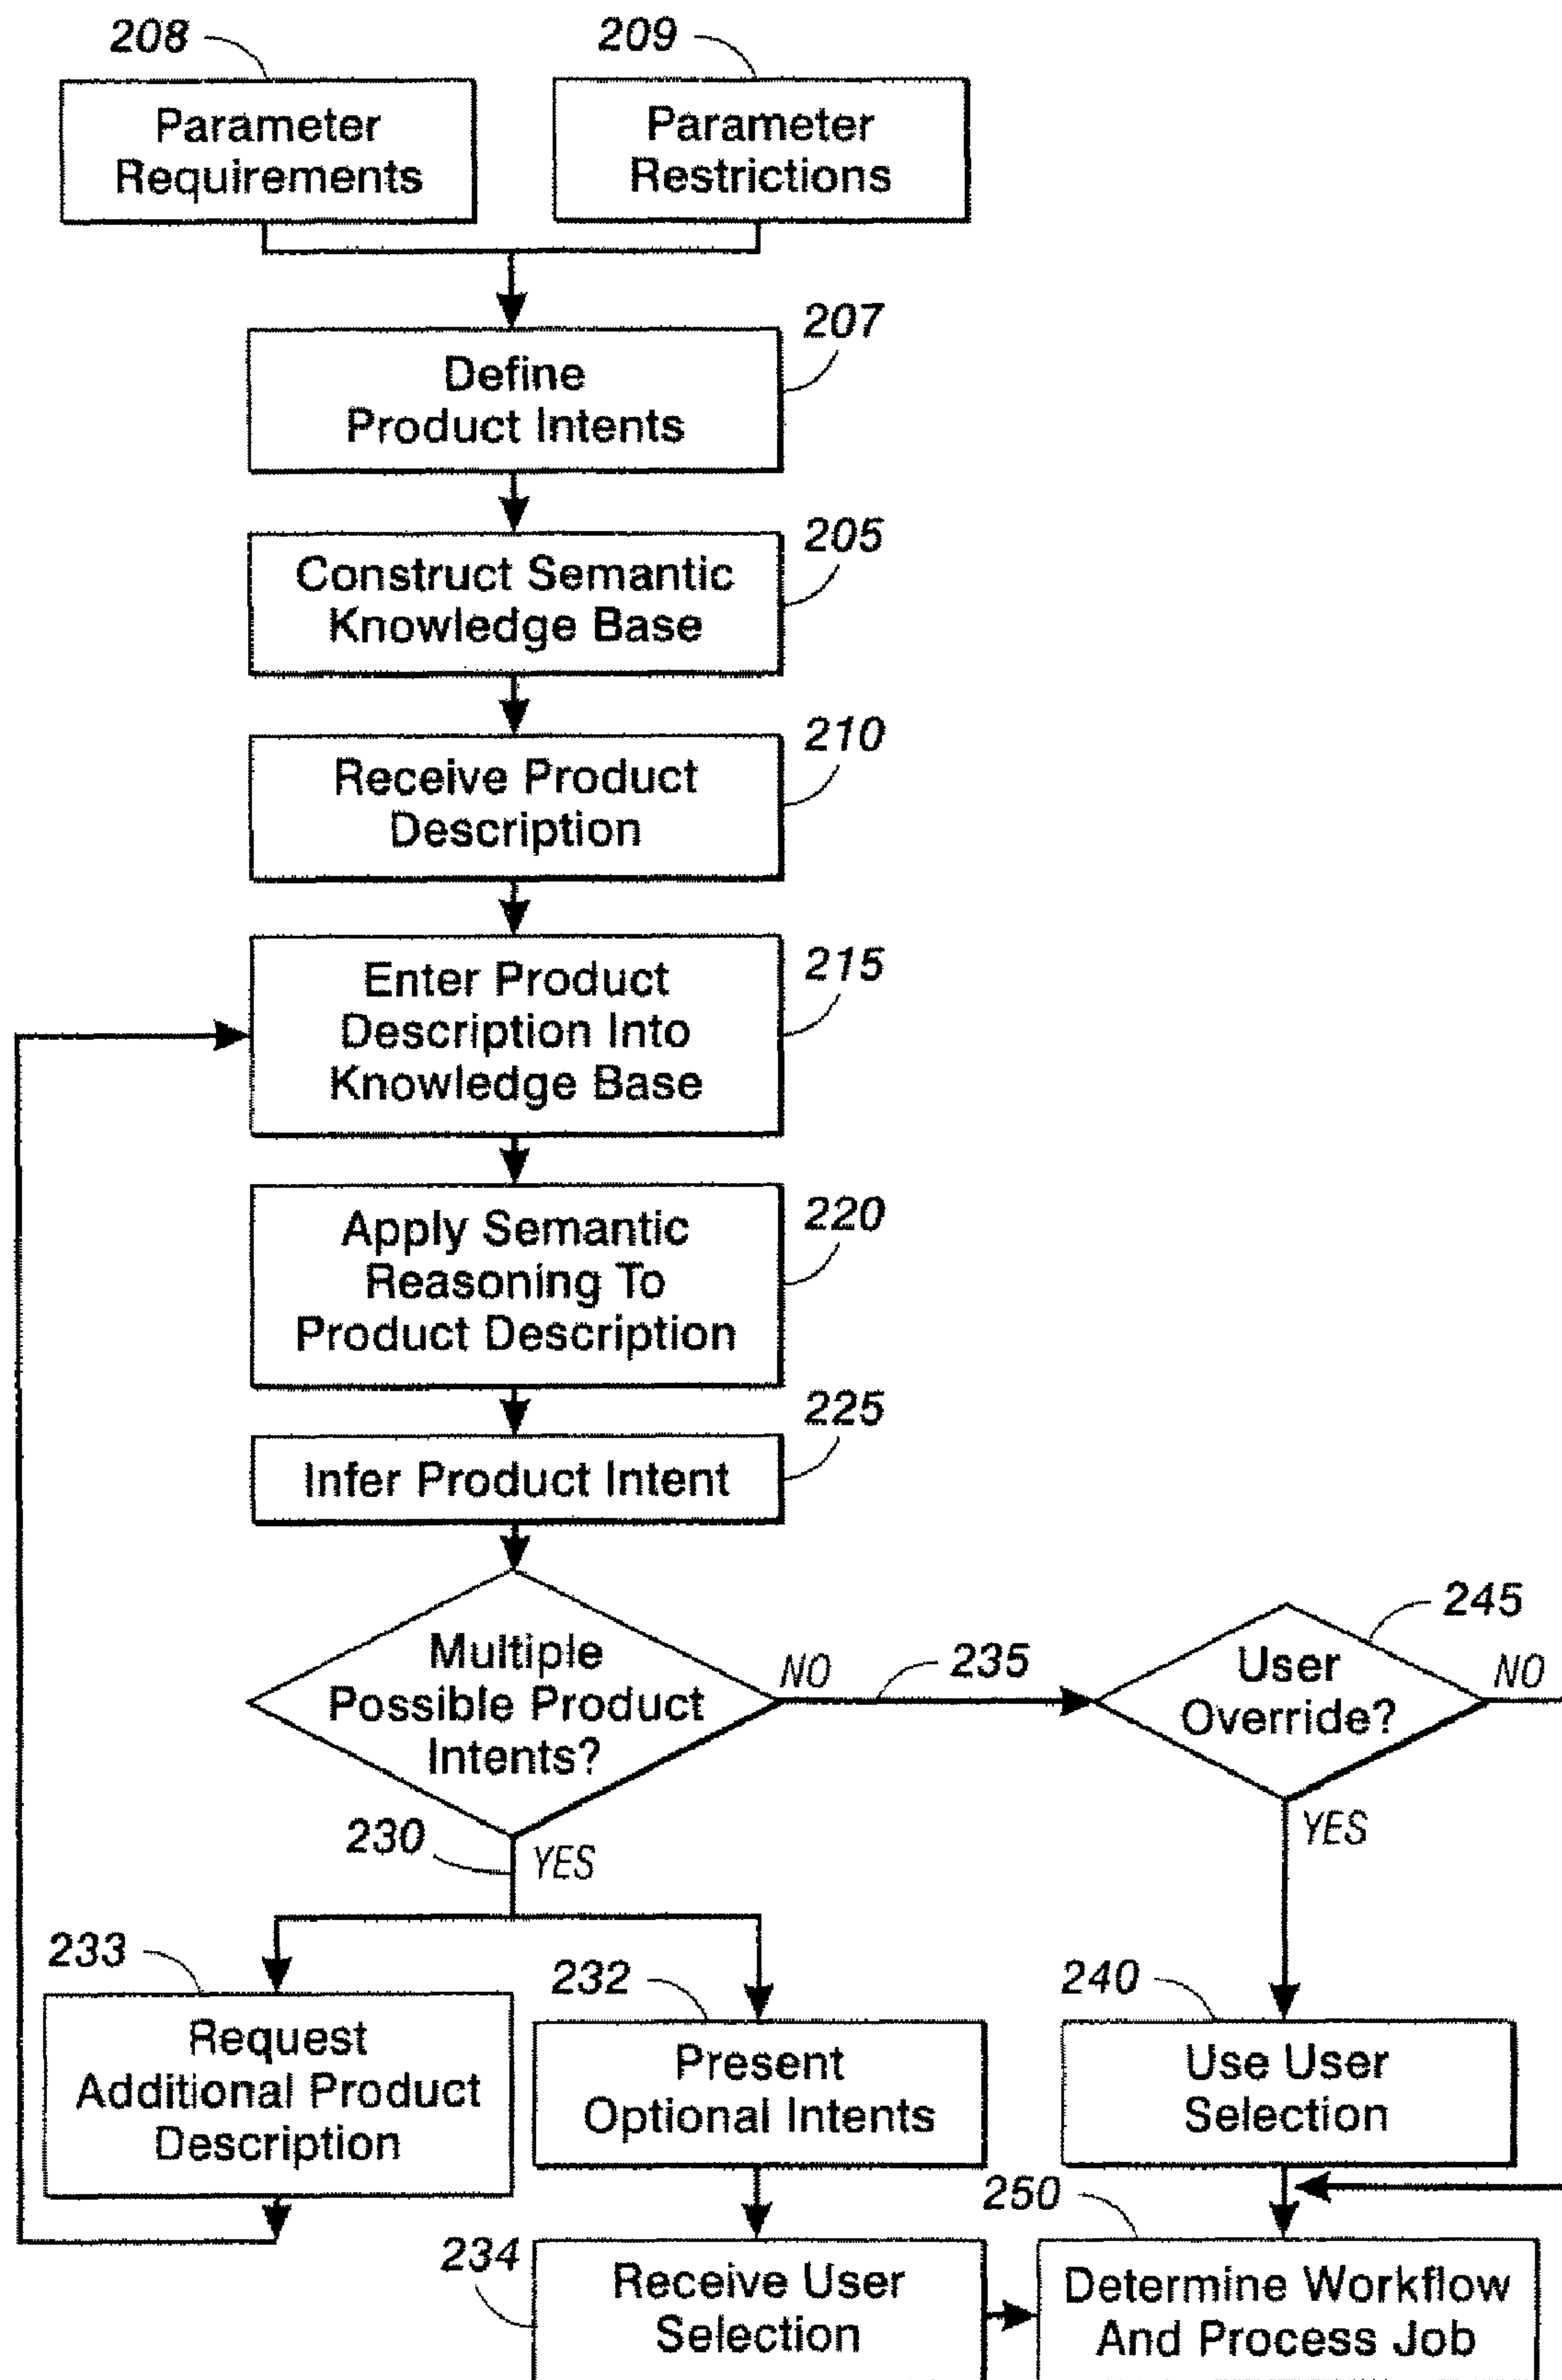 208
209
Parameter
Requirements
Parameter
Restrictions
207
Define
Product Intents
205
Construct Semantic
Knowledge Base
210
Receive Product
Description
215
Enter Product
Description Into
Knowledge Base
220
Apply Semantic
Reasoning To
Product Description
225
Infer Product Intent
Multiple
Possible Product
Intents?
NO
235
245
User
Override?
NO
230
YES
YES
233
Request
Additional Product
Description
232
Present
Optional Intents
240
Use User
Selection
234
Receive User
Selection
250
Determine Workflow
And Process Job